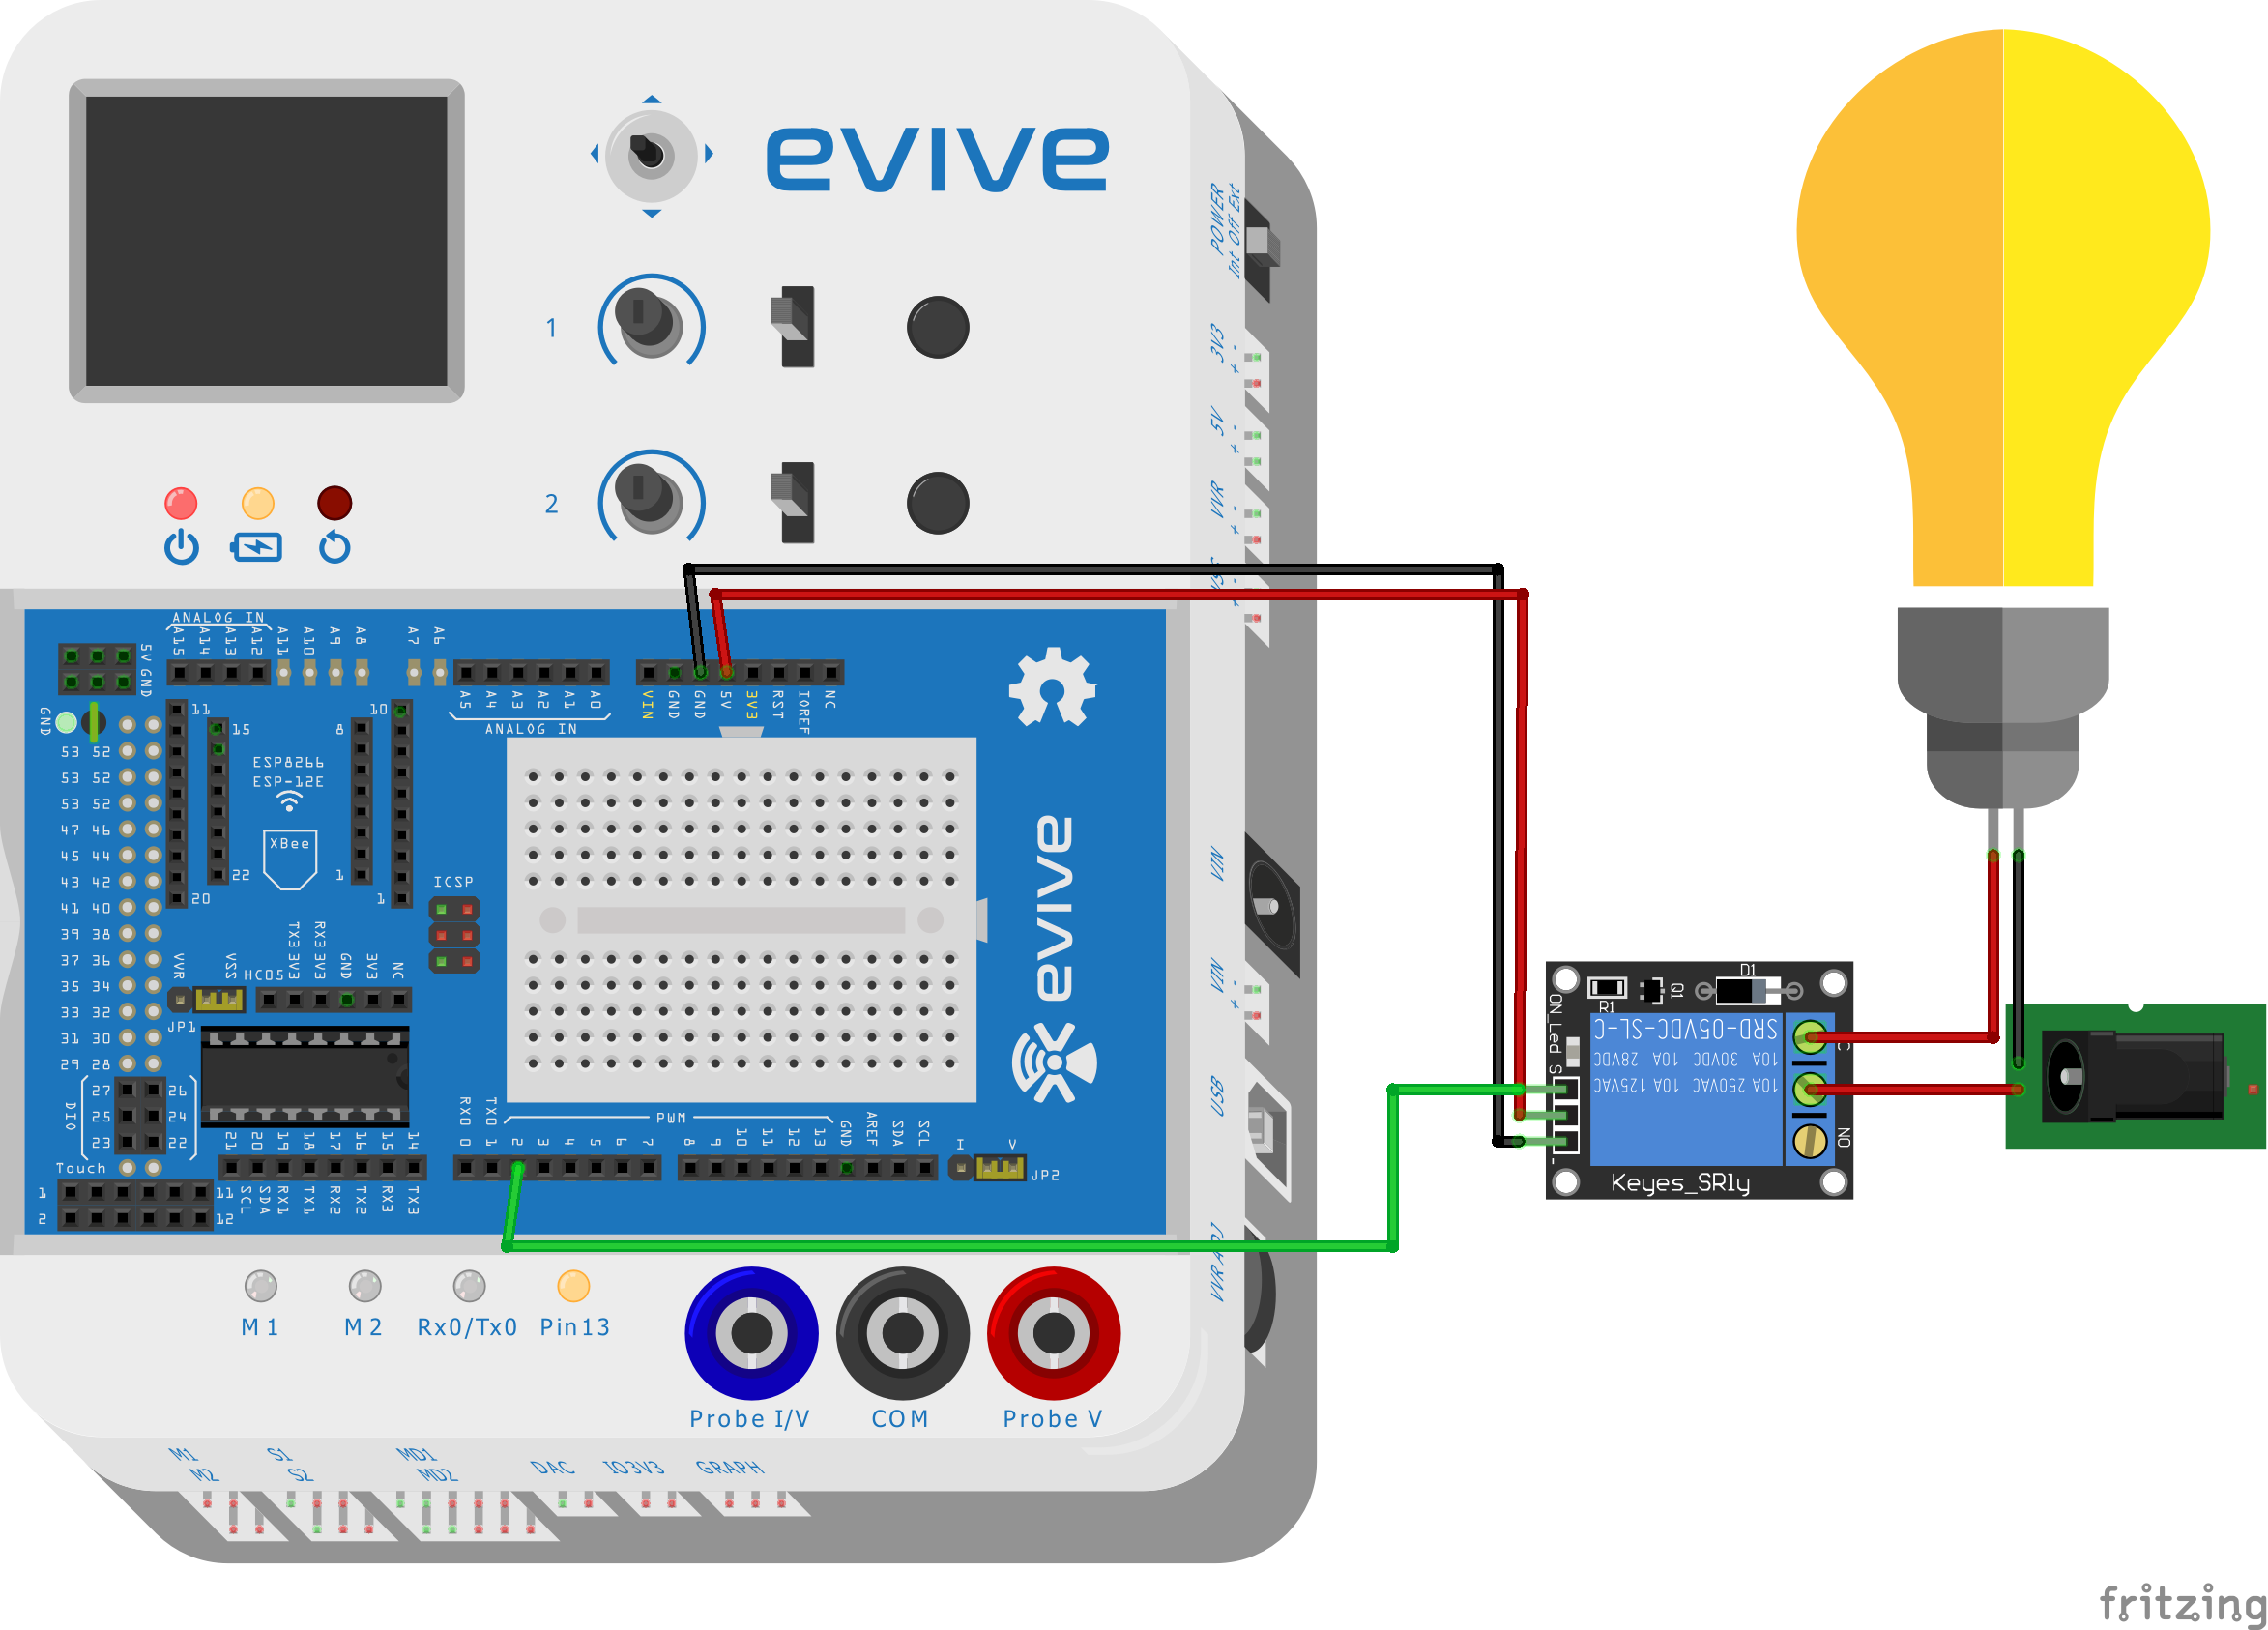 evive
POWER
Int Off Ext
1
3V3
+ -
5V
+ -
2
VVR
+ -
ANALOG IN
A15 A14 A13 A12 A11 A10 A9 A8 A7 A6
5V GND
A5 A4 A3 A2 A1 A0
VIN GND GND 5V 3V3 RST IOREF NC
ANALOG IN
GND
11 10
15 8
53 52
53 52
53 52
47 46
45 44
43 42
41 40
39 38
37 36
35 34
33 32
31 30
29 28
ESP8266
ESP-12E
XBee
22 1
20 1
ICSP
evive
VIN
VIN
+ -
TX3 3V3 RX3 3V3 GND 3V3 NC
VVR VSS HC05
JP1
DIO
27 26
25 24
23 22
Touch
1 11
2 12
21 20 19 18 17 16 15 14
SCL SDA RX1 TX1 RX2 TX2 RX3 TX3
RX0 TX0 PWM
0 1 2 3 4 5 6 7 8 9 10 11 12 13 GND AREF SDA SCL
I V
JP2
USB
VVR ADJ
D1
R1 Q1
ON_Led
SRD-05VDC-SL-C
10A 30VDC 10A 28VDC
10A 250VAC 10A 125VAC
S
-
C
NO
Keyes_SRly
M1 M2 Rx0/Tx0 Pin13
Probe I/V COM Probe V
M1 S1 MD1 DAC IO3V3 GRAPH
M2 S2 MD2
fritzing